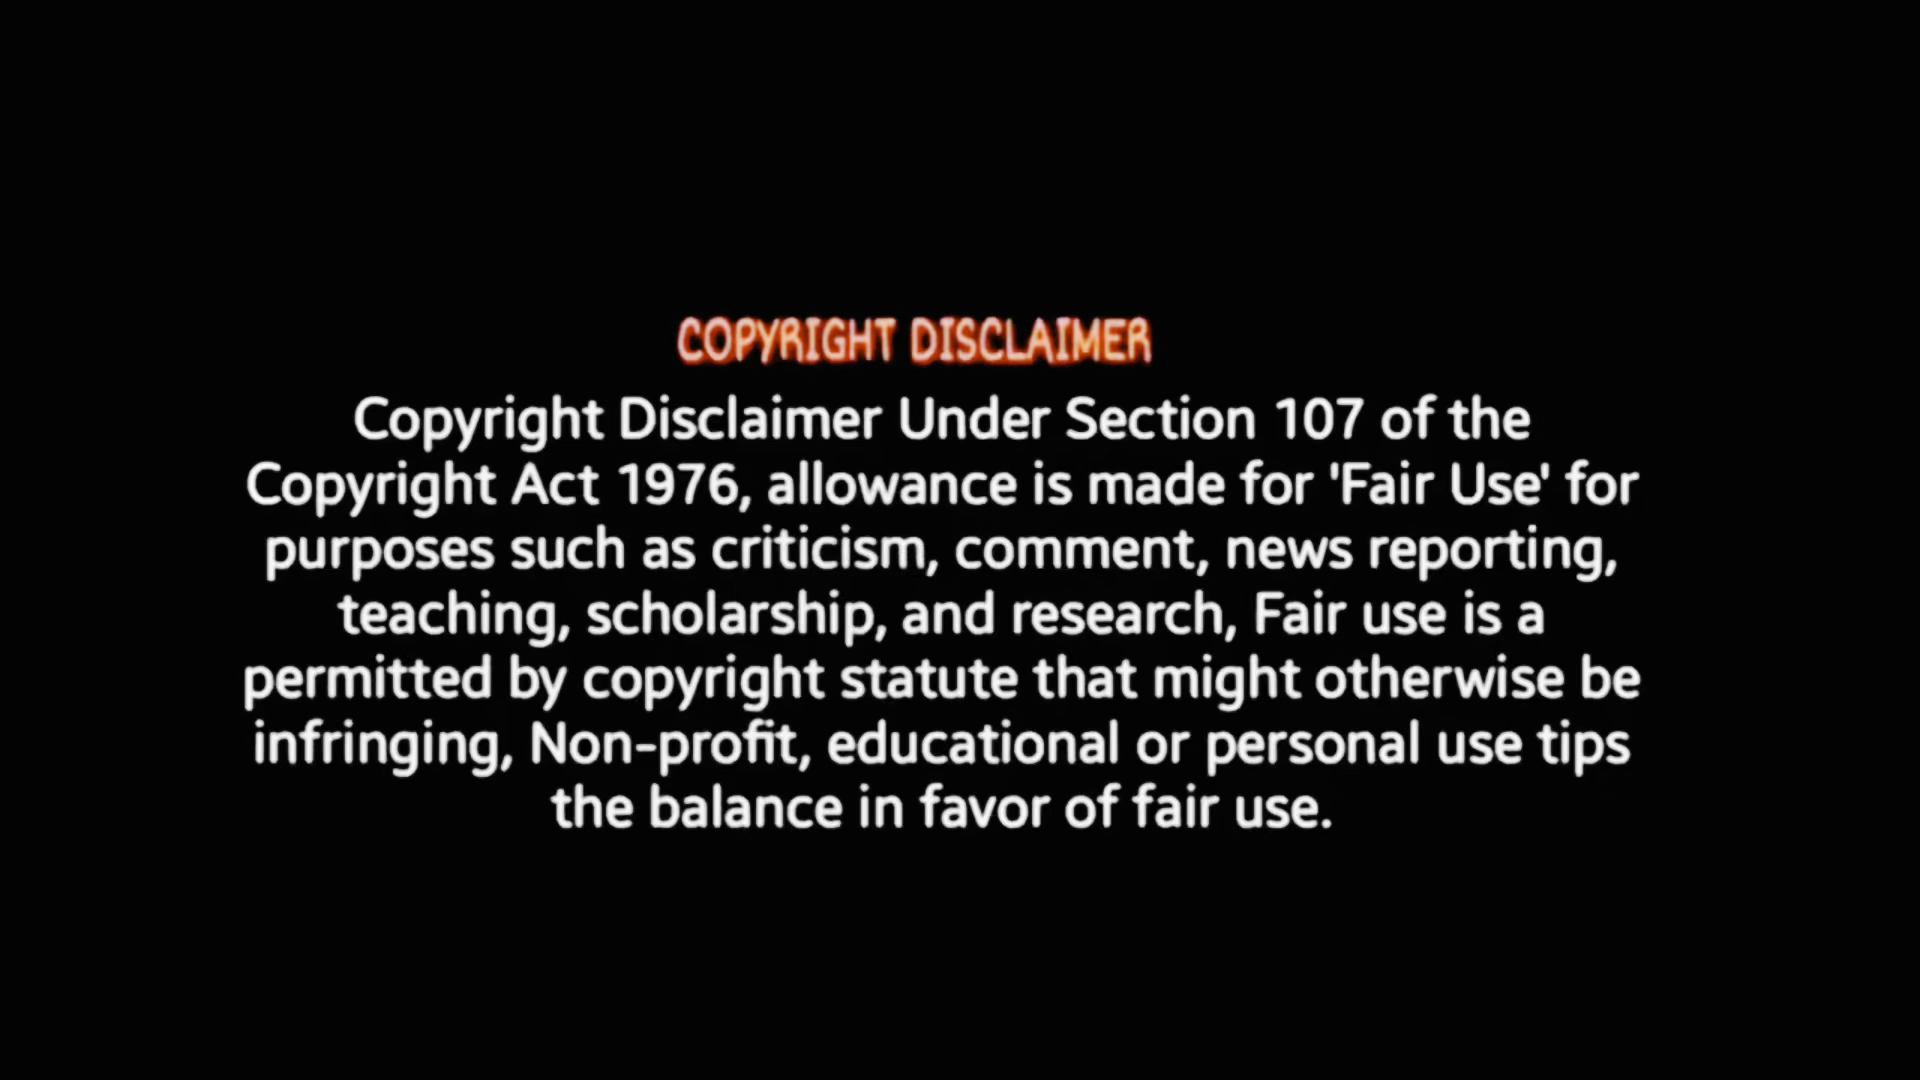 COPYRIGHT DISCLAIMER
Copyright Disclaimer Under Section 107 of the
Copyright Act 1976, allowance is made for 'Fair Use' for
purposes such as criticism, comment, news reporting,
teaching, scholarship, and research, Fair use is a
permitted by copyright statute that might otherwise be
infringing, Non-profit, educational or personal use tips
the balance in favor of fair use.